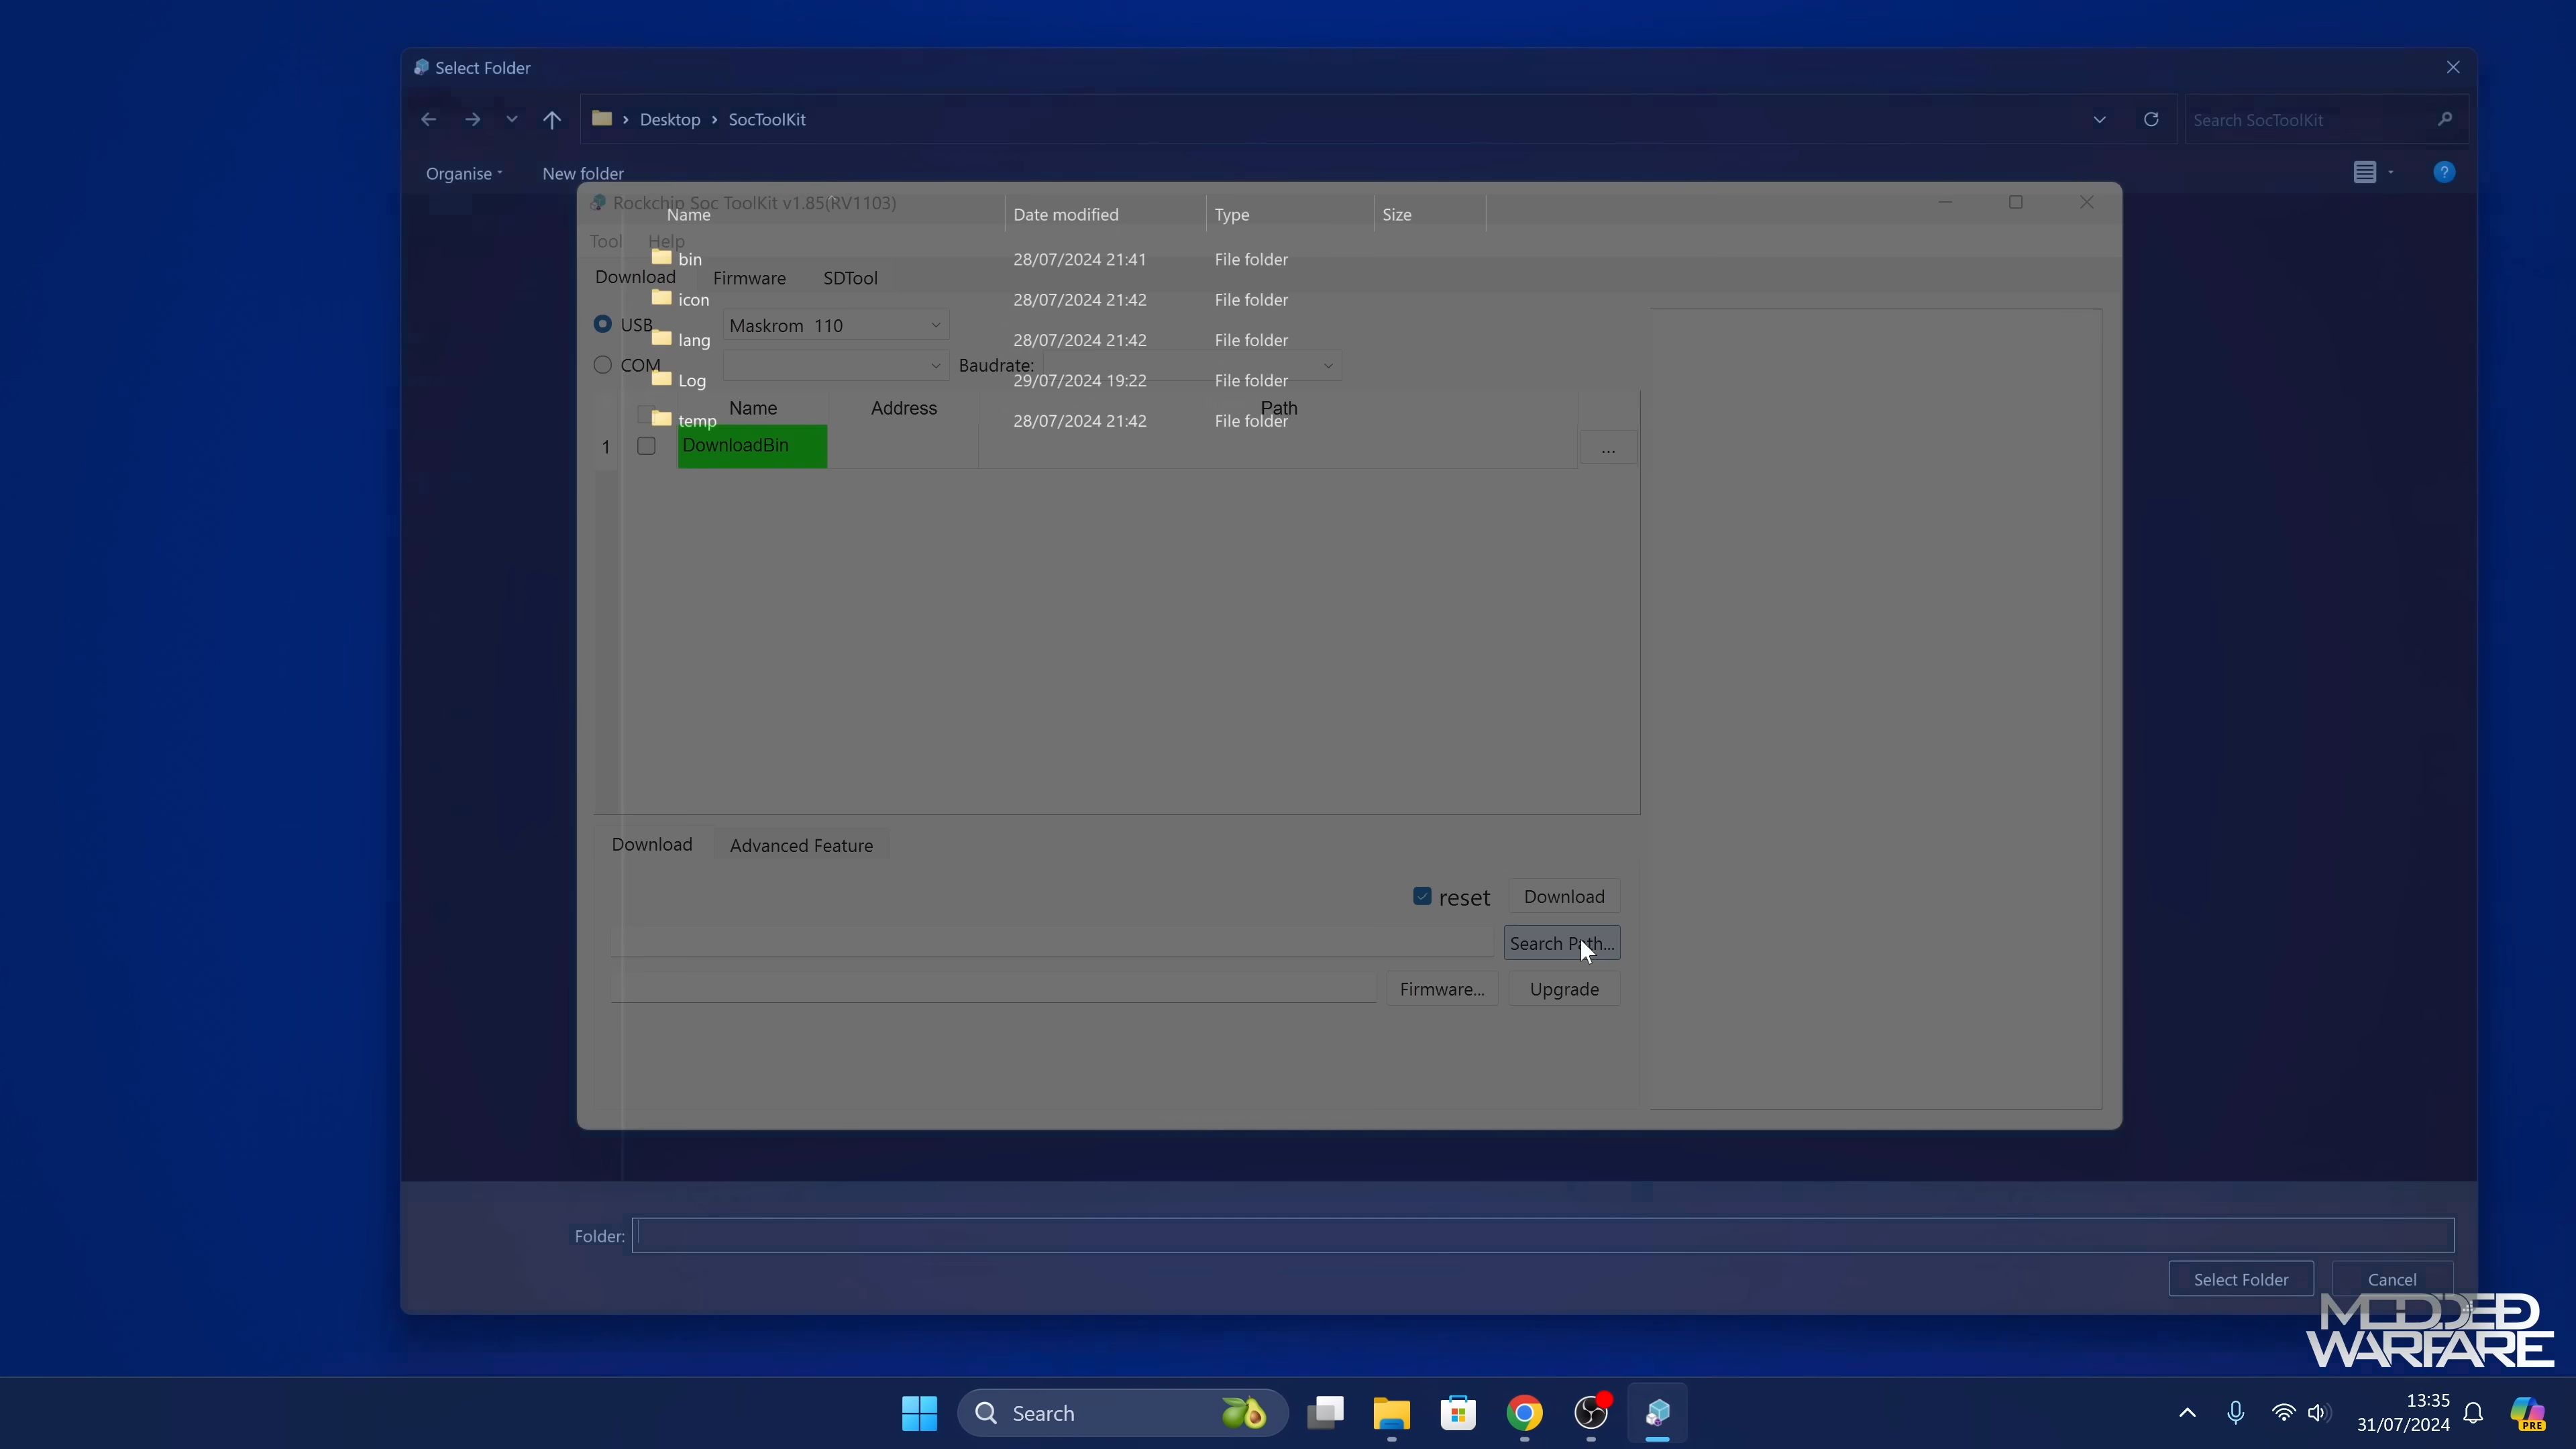 Select Folder
Desktop SocToolKit
Search SocToolKit
Organise New folder
Rockchip Soc ToolKit v1.85(RV1103)
Name Date modified Type Size
Tool Help
bin 28/07/2024 21:41 File folder
Download Firmware SDTool
icon 28/07/2024 21:42 File folder
USB Maskrom 110
lang 28/07/2024 21:42 File folder
COM Baudrate:
Log 29/07/2024 19:22 File folder
Name Address Path
temp 28/07/2024 21:42 File folder
1 DownloadBin ...
Download Advanced Feature
reset Download
Search Path...
Firmware... Upgrade
Folder:
Select Folder Cancel
MODDED
WARFARE
Search
PRE
13:35
31/07/2024